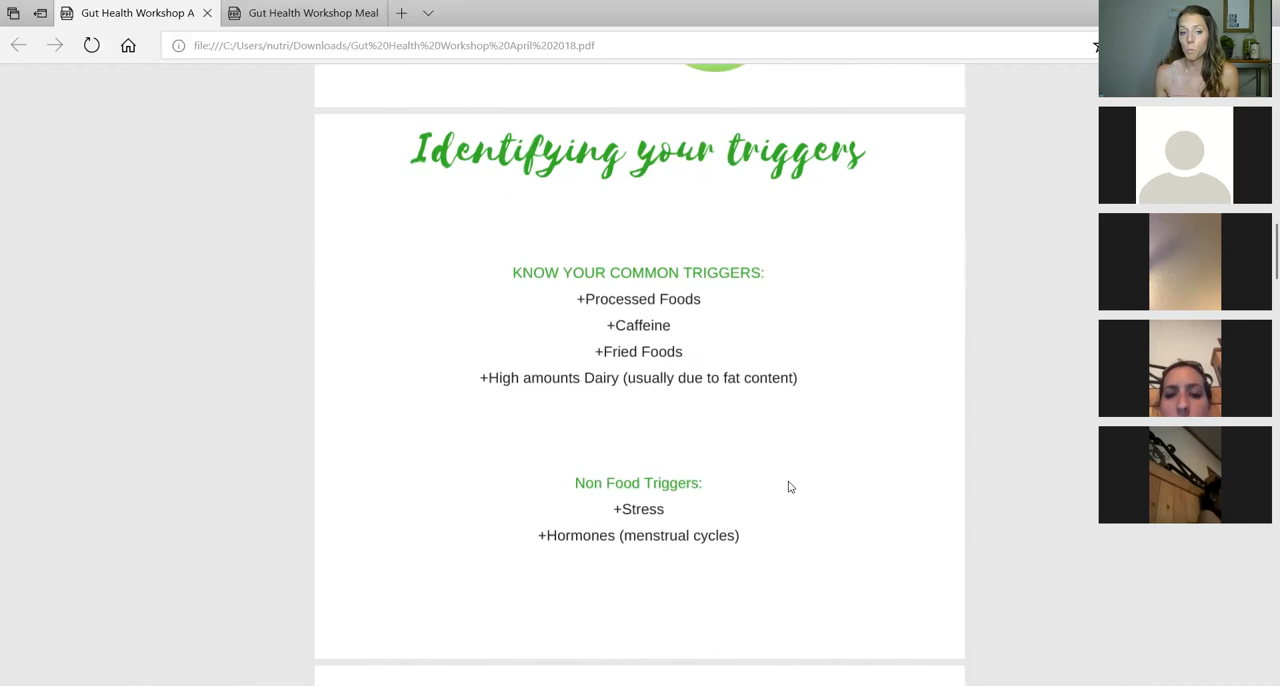 Gut Health Workshop A
Gut Health Workshop Meal
file:///C:/Users/nutri/Downloads/Gut%20Health%20Workshop%20April%202018.pdf
Identifying your triggers
KNOW YOUR COMMON TRIGGERS:
+Processed Foods
+Caffeine
+Fried Foods
+High amounts Dairy (usually due to fat content)
Non Food Triggers:
+Stress
+Hormones (menstrual cycles)